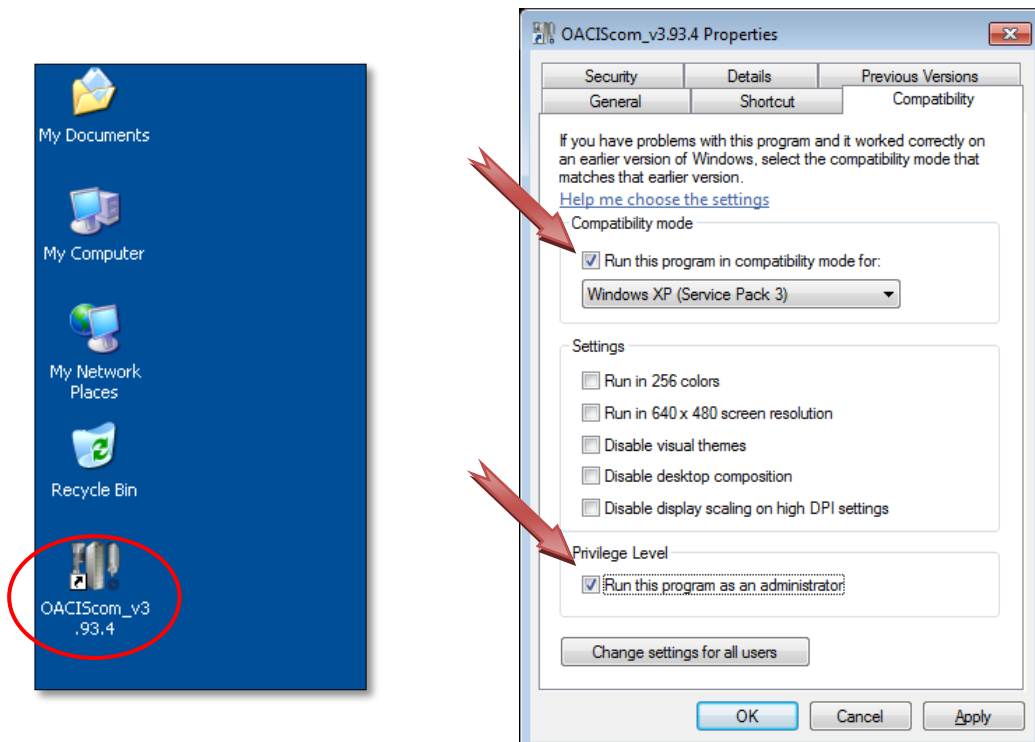 My Documents
My Computer
My Network
Places
Recycle Bin
OACIScom_v3
.93.4
OACIScom_v3.93.4 Properties
Security
Details
Previous Versions
General
Shortcut
Compatibility
If you have problems with this program and it worked correctly on
an earlier version of Windows, select the compatibility mode that
matches that earlier version.
Help me choose the settings
Compatibility mode
Run this program in compatibility mode for:
Windows XP (Service Pack 3)
Settings
Run in 256 colors
Run in 640 x 480 screen resolution
Disable visual themes
Disable desktop composition
Disable display scaling on high DPI settings
Privilege Level
Run this program as an administrator
Change settings for all users
OK
Cancel
Apply